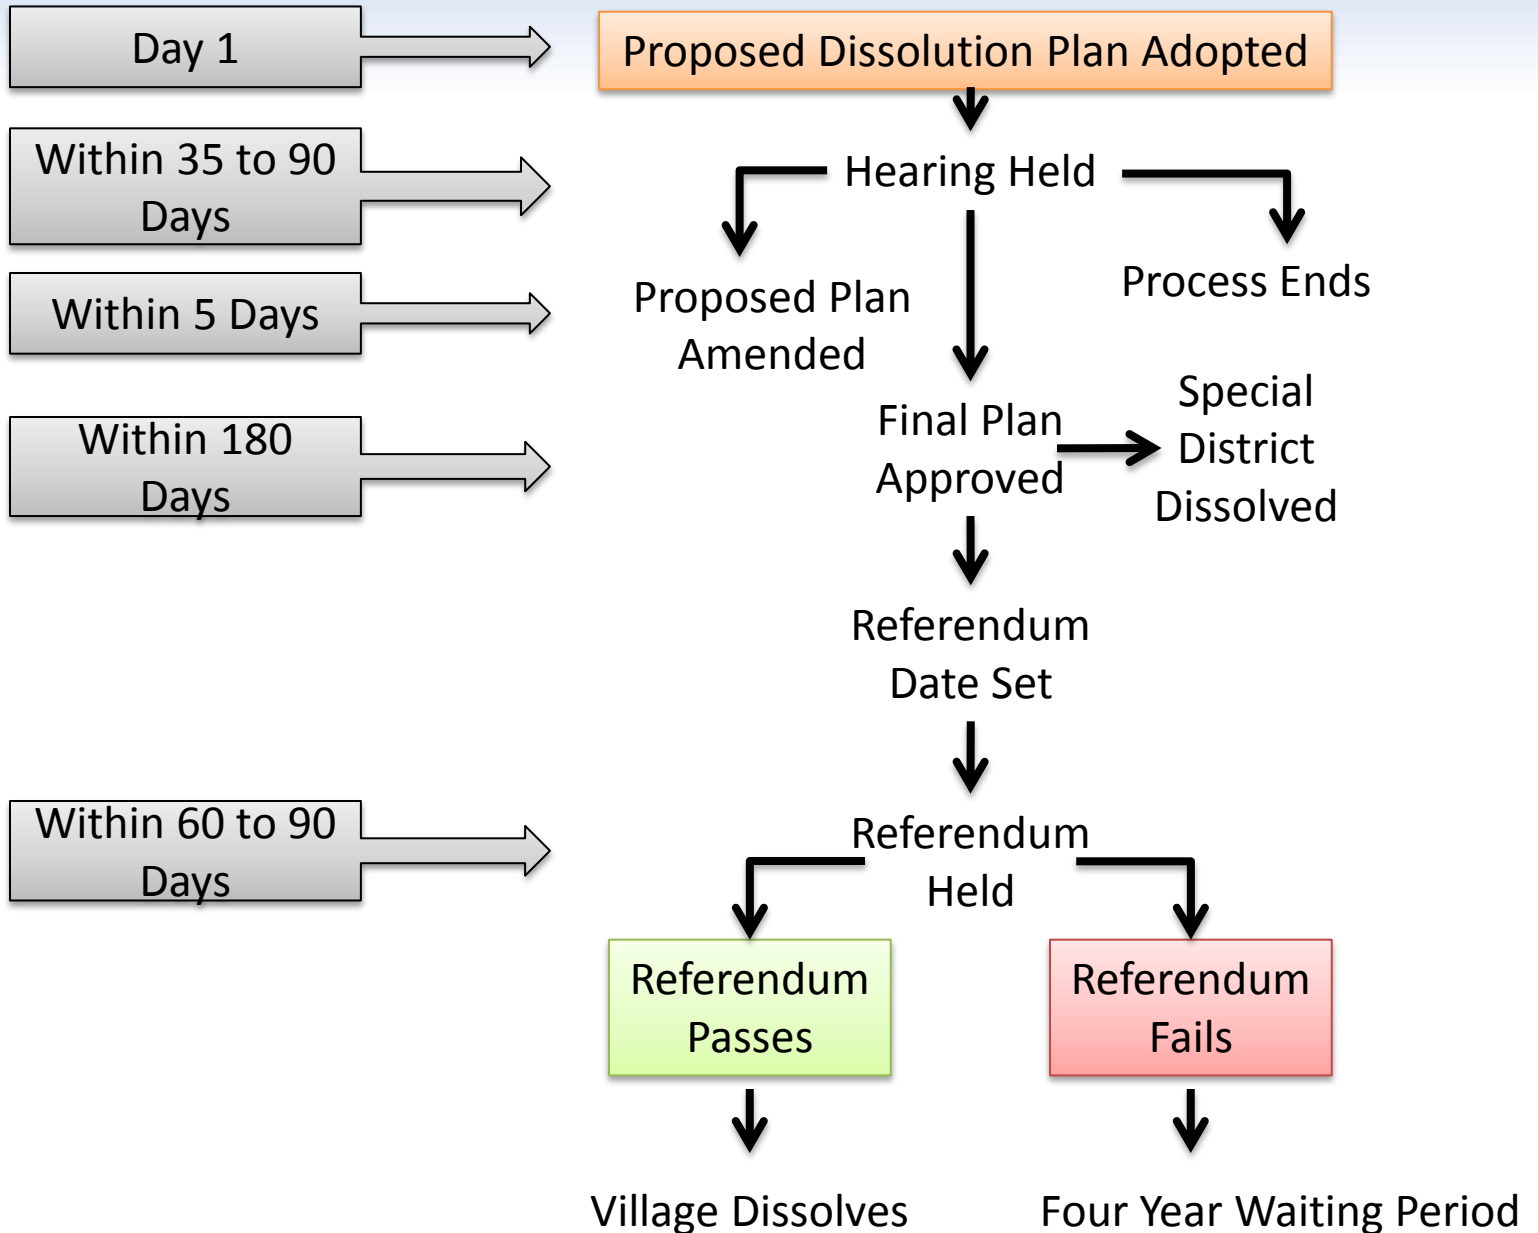 Day 1
Proposed Dissolution Plan Adopted
Within 35 to 90
Days
Hearing Held
Within 5 Days
Proposed Plan
Amended
Process Ends
Within 180
Days
Final Plan
Approved
Special
District
Dissolved
Referendum
Date Set
Within 60 to 90
Days
Referendum
Held
Referendum
Passes
Referendum
Fails
Village Dissolves
Four Year Waiting Period